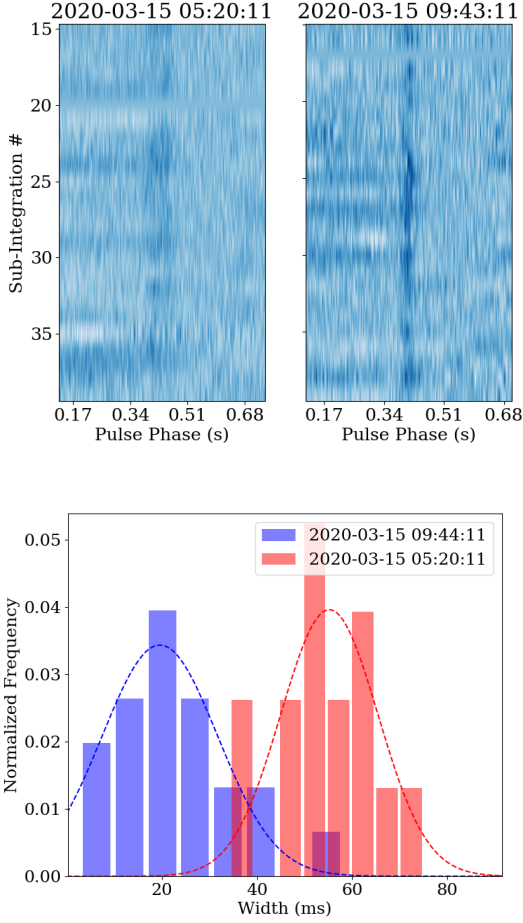 2020-03-15 05:20:11
2020-03-15 09:43:11
15
20
25
30
35
Sub-Integration #
0.17 0.34 0.51 0.68
0.17 0.34 0.51 0.68
Pulse Phase (s)
Pulse Phase (s)
2020-03-15 09:44:11
2020-03-15 05:20:11
0.05
0.04
0.03
0.02
0.01
0.00
Normalized Frequency
20 40 60 80
Width (ms)